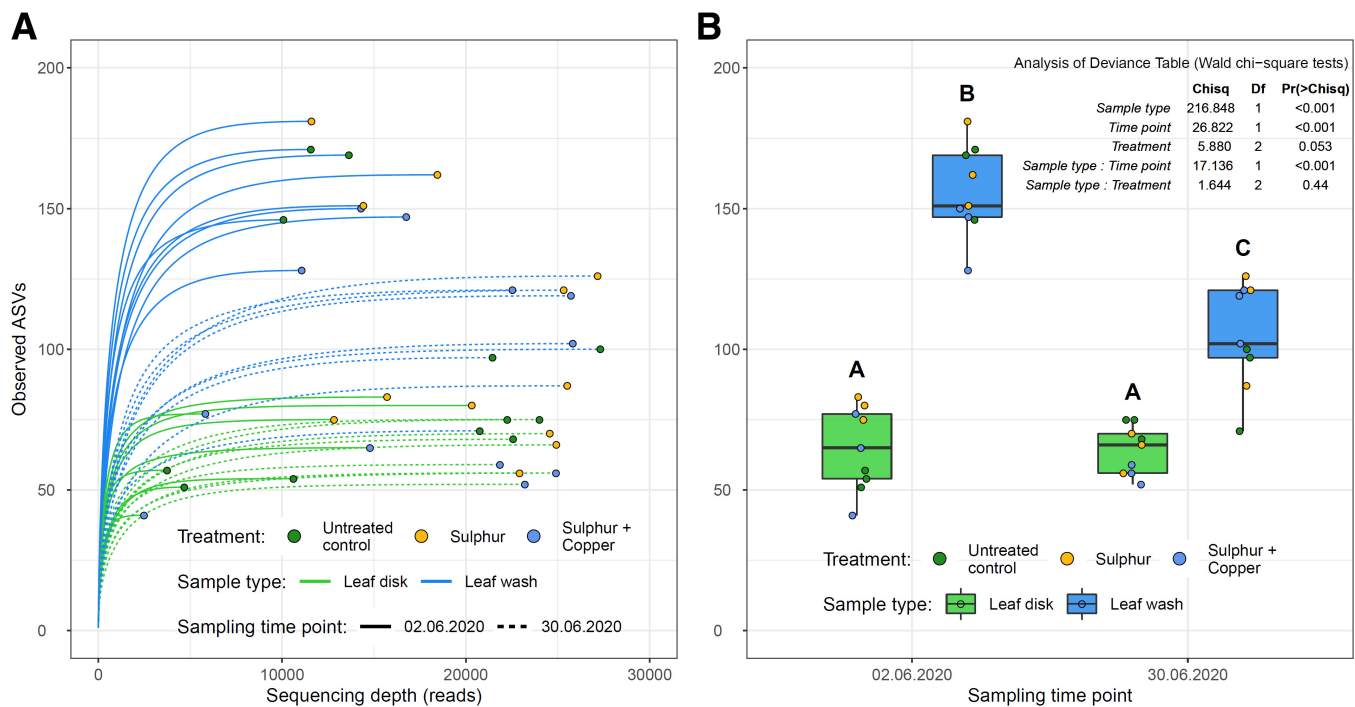 A
Observed ASVs
200
150
100
50
0
0
10000
20000
30000
Sequencing depth (reads)
Treatment:
Untreated
control
Sulphur
Sulphur +
Copper
Sample type:
Leaf disk
Leaf wash
Sampling time point:
02.06.2020
30.06.2020
B
200
150
100
50
0
Analysis of Deviance Table (Wald chi−square tests)
Chisq Df Pr(>Chisq)
Sample type 216.848 1 <0.001
Time point 26.822 1 <0.001
Treatment 5.880 2 0.053
Sample type : Time point 17.136 1 <0.001
Sample type : Treatment 1.644 2 0.44
A
B
A
C
Treatment:
Untreated
control
Sulphur
Sulphur +
Copper
Sample type:
Leaf disk
Leaf wash
02.06.2020
30.06.2020
Sampling time point